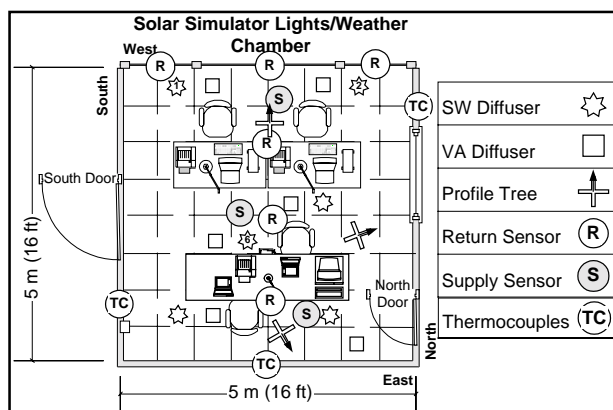 Solar Simulator Lights/Weather
Chamber
West
R
R
R
South
1
2
S
TC
R
South Door
S
R
6
5 m (16 ft)
North
Door
TC
R
S
North
TC
East
5 m (16 ft)
SW Diffuser
VA Diffuser
Profile Tree
Return Sensor
R
Supply Sensor
S
Thermocouples
TC